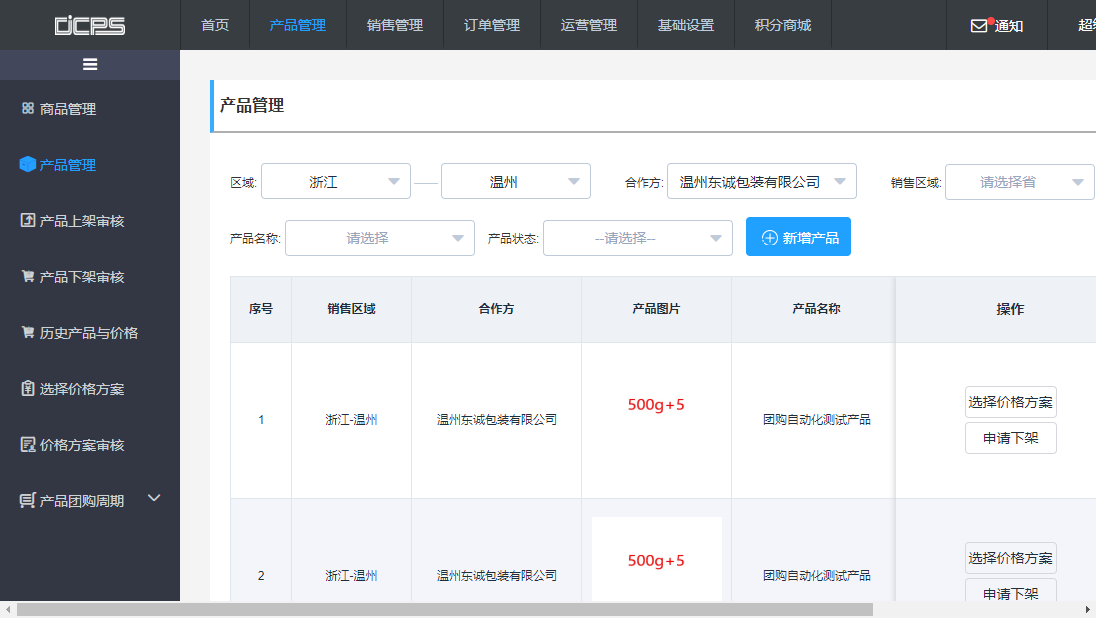 DCPS
首页
产品管理
销售管理
订单管理
运营管理
基础设置
积分商城
通知
商品管理
产品管理
产品上架审核
产品下架审核
历史产品与价格
选择价格方案
价格方案审核
产品团购周期
产品管理
区域: 浙江 温州 合作方: 温州东诚包装有限公司 销售区域: 请选择省
产品名称: 请选择 产品状态: --请选择-- 新增产品
序号 销售区域 合作方 产品图片 产品名称 操作
1 浙江-温州 温州东诚包装有限公司 500g+5 团购自动化测试产品 选择价格方案
申请下架
2 浙江-温州 温州东诚包装有限公司 500g+5 团购自动化测试产品 选择价格方案
申请下架